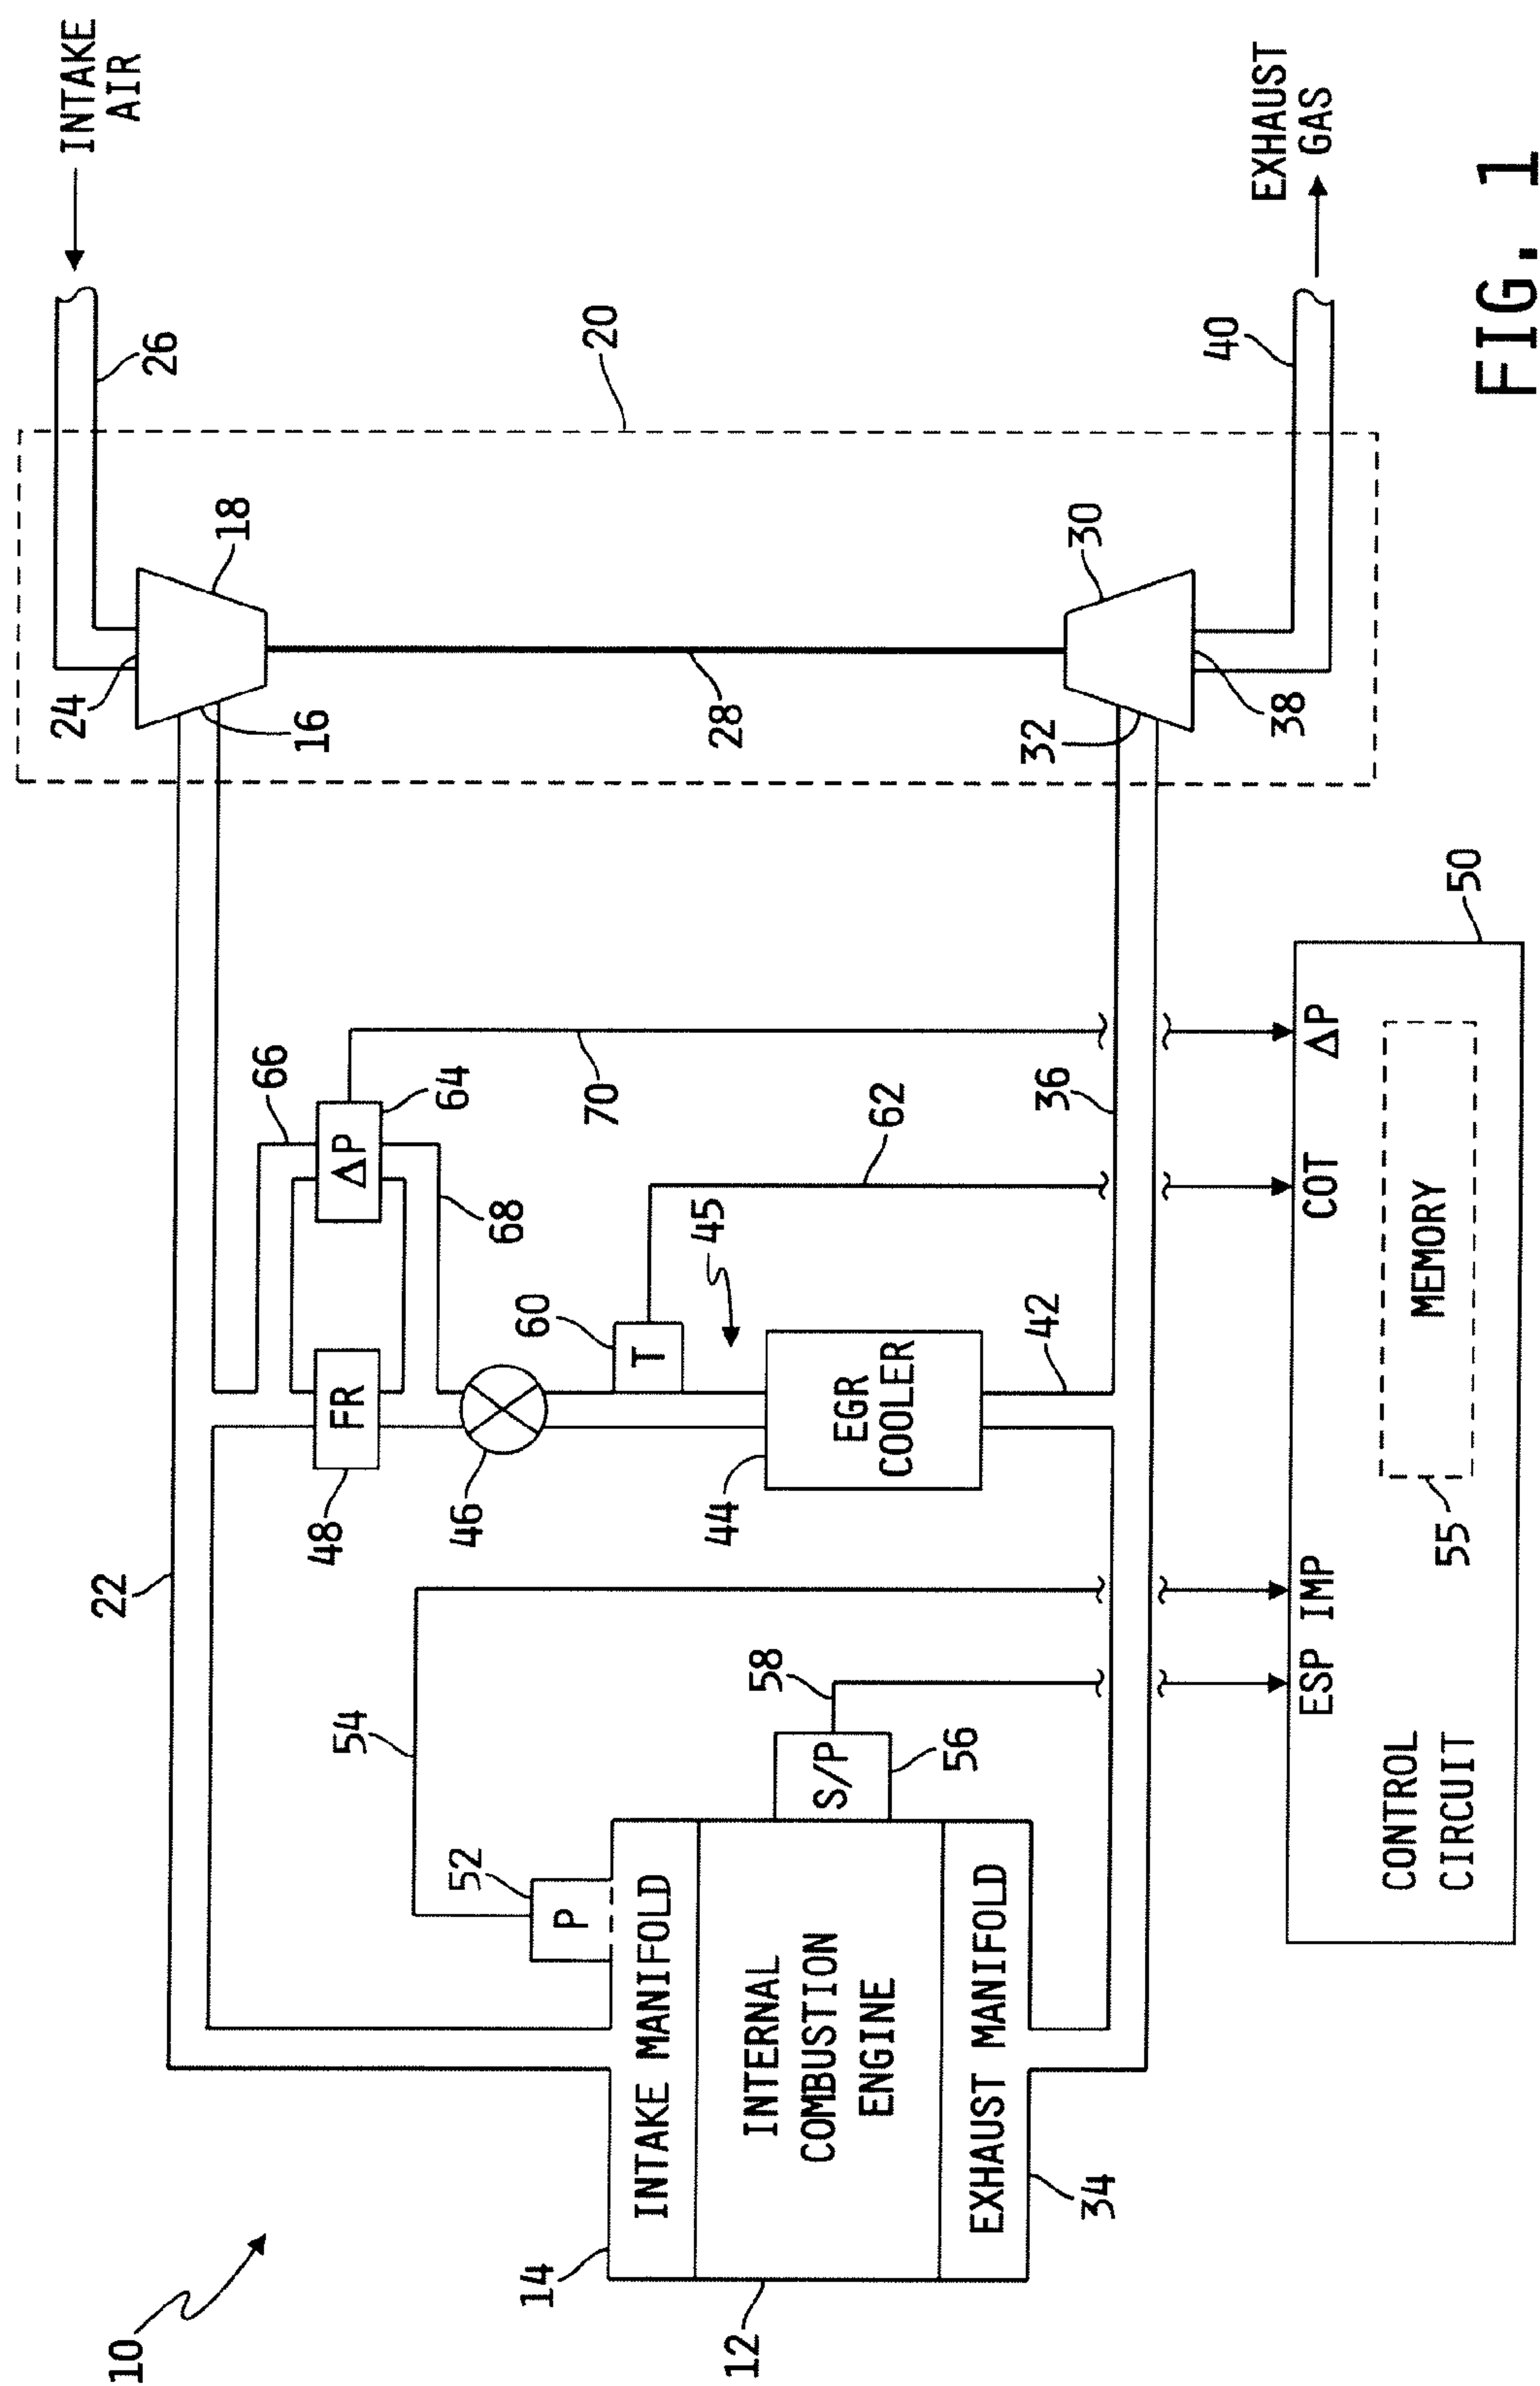 INTAKE
AIR
26
24
18
16
20
22
66
64
ΔP
FR
48
68
46
70
28
60
T
62
45
54
52
P
10
14
INTAKE MANIFOLD
58
S/P
56
INTERNAL
COMBUSTION
ENGINE
12
EXHAUST MANIFOLD
34
44
EGR
COOLER
42
36
30
32
38
40
EXHAUST
GAS
ESP IMP
COT
ΔP
50
CONTROL
CIRCUIT
MEMORY
55
FIG. 1